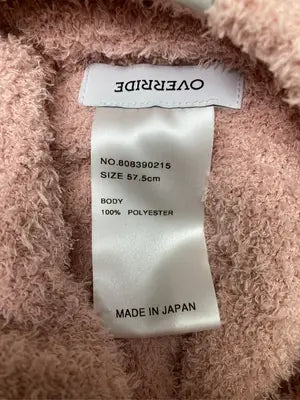 OVERRIDE
NO.808390215
SIZE 57.5cm
BODY
100% POLYESTER
MADE IN JAPAN